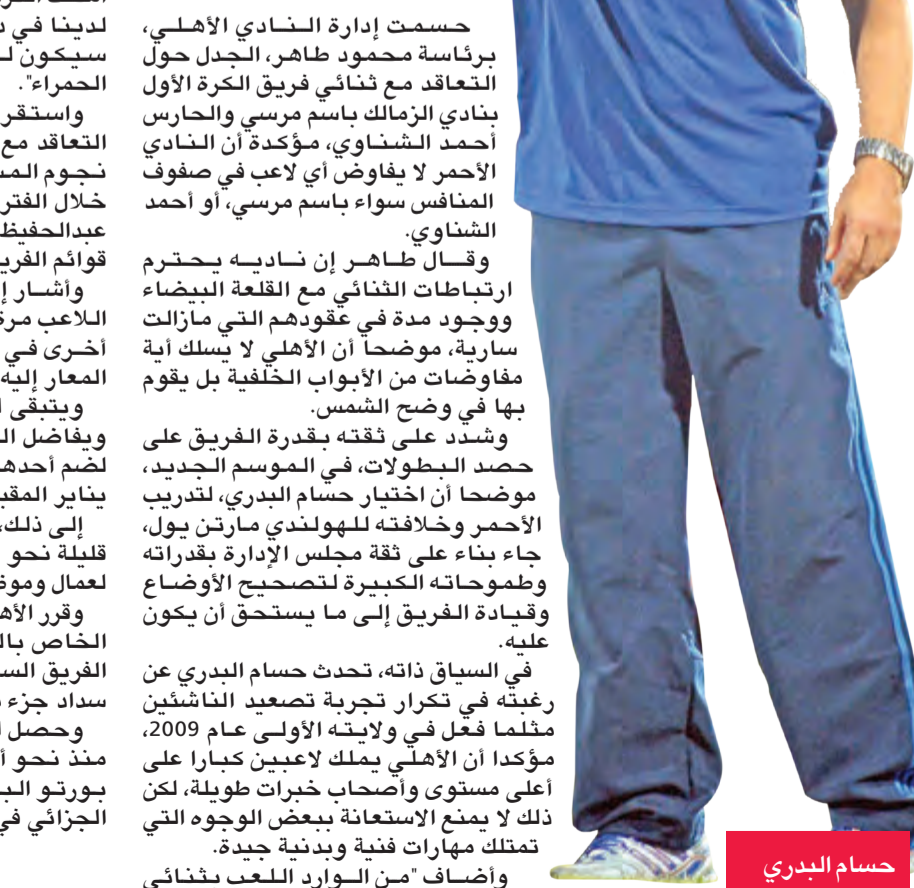 حسمت إدارة النادي الأهلي،
برئاسة محمود طاهر، الجدل حول
التعاقد مع ثنائي فريق الكرة الأول
بنادي الزمالك باسم مرسي والحارس
أحمد الشناوي، مؤكدة أن النادي
الأحمر لا يفاوض أي لاعب في صفوف
المنافس سواء باسم مرسي، أو أحمد
الشناوي.
وقال طاهر إن ناديه يحترم
ارتباطات الثنائي مع القلعة البيضاء
ووجود مدة في عقودهم التي مازالت
سارية، موضحا أن الأهلي لا يسلك أية
مفاوضات من الأبواب الخلفية بل يقوم
بها في وضح الشمس.
وشدد على ثقته بقدرة الفريق على
حصد البطولات، في الموسم الجديد،
موضحا أن اختيار حسام البدري، لتدريب
الأحمر وخلافته للهولندي مارتن يول،
جاء بناء على ثقة مجلس الإدارة بقدراته
وطموحاته الكبيرة لتصحيح الأوضاع
وقيادة الفريق إلى ما يستحق أن يكون
عليه.
في السياق ذاته، تحدث حسام البدري عن
رغبته في تكرار تجربة تصعيد الناشئين
مثلما فعل في ولايته الأولى عام 2009،
مؤكدا أن الأهلي يملك لاعبين كبارا على
أعلى مستوى وأصحاب خبرات طويلة، لكن
ذلك لا يمنع الاستعانة ببعض الوجوه التي
تمتلك مهارات فنية وبدنية جيدة.
وأضاف "من الوارد اللعب بثنائي
لدينا في
سيكون
الحمراء".
واستقر
التعاقد مع
نجوم
خلال
عبدالحفيظ
قوائم
وأشار
اللاعب
أخرى في
المعار إليه
ويتبقى
ويفاضل
لضم
يناير
إلى ذلك،
قليلة نحو
لعمال
وقرر
الخاص
الفريق
سداد جزء
وحصل
منذ نحو
بورتو
الجزائي في
حسام البدري